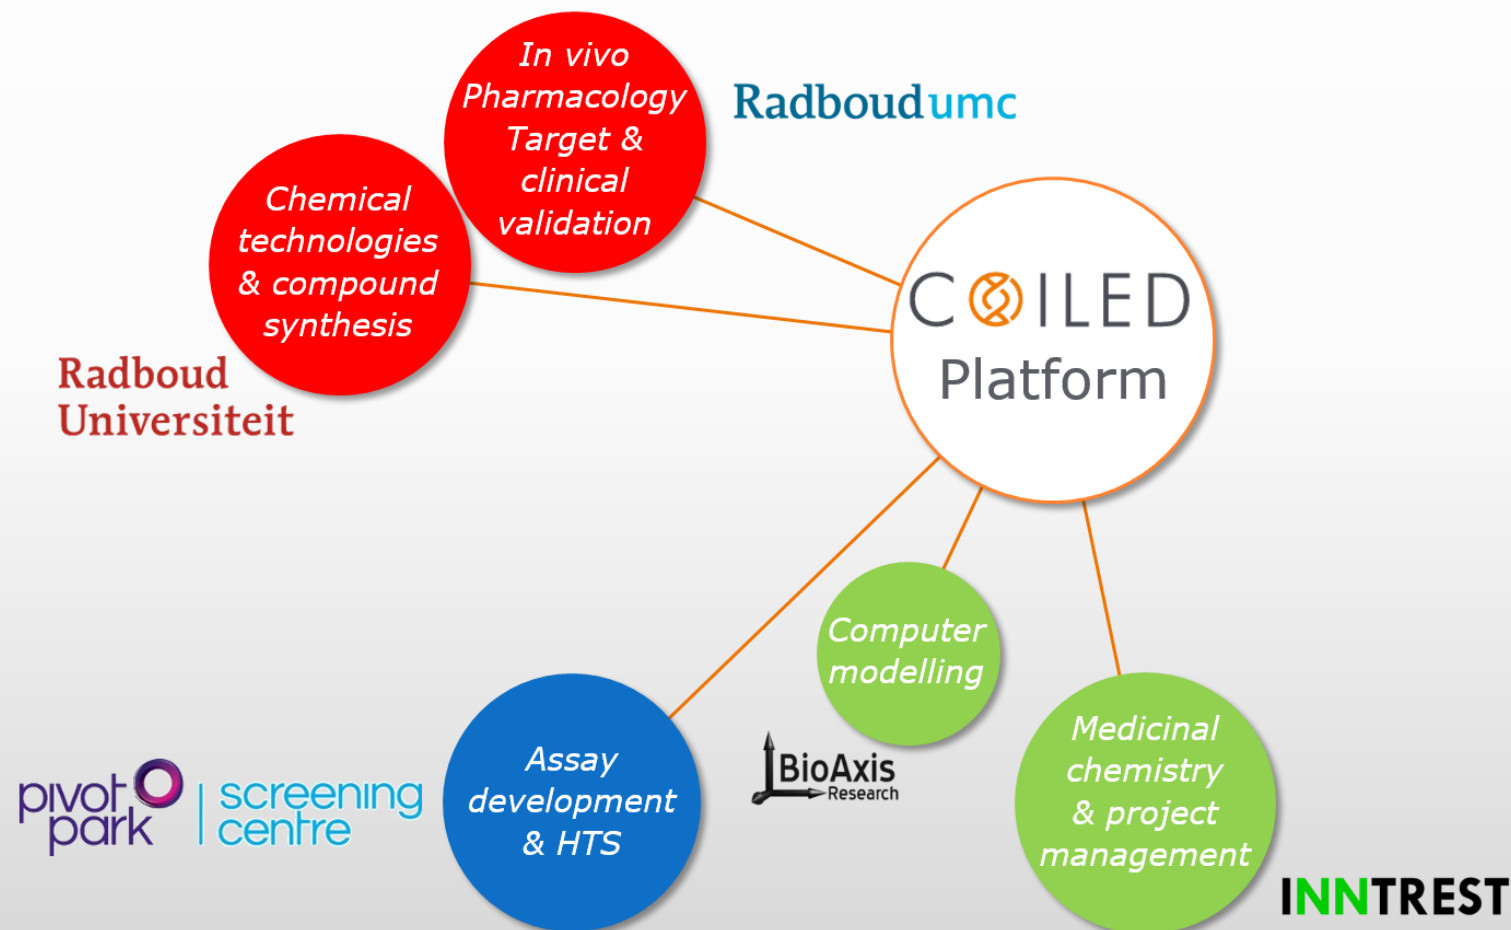 In vivo
Pharmacology
Target &
clinical
validation
Radboudumc
Chemical
technologies
& compound
synthesis
Radboud
Universiteit
COILED
Platform
Computer
modelling
Assay
development
& HTS
pivot
park
screening
centre
BioAxis
Research
Medicinal
chemistry
& project
management
INNTREST